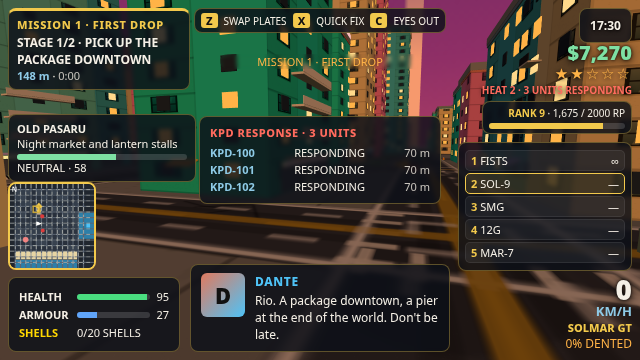 MISSION 1 · FIRST DROP
STAGE 1/2 · PICK UP THE
PACKAGE DOWNTOWN
148 m · 0:00
Z SWAP PLATES X QUICK FIX C EYES OUT
MISSION 1 · FIRST DROP
17:30
$7,270
★★☆☆☆
HEAT 2 · 3 UNITS RESPONDING
RANK 9 · 1,675 / 2000 RP
OLD PASARU
Night market and lantern stalls
NEUTRAL · 58
KPD RESPONSE · 3 UNITS
KPD-100 RESPONDING 70 m
KPD-101 RESPONDING 70 m
KPD-102 RESPONDING 70 m
1 FISTS ∞
2 SOL-9 —
3 SMG —
4 12G —
5 MAR-7 —
N
HEALTH 95
ARMOUR 27
SHELLS 0/20 SHELLS
D
DANTE
Rio. A package downtown, a pier
at the end of the world. Don't be
late.
0
KM/H
SOLMAR GT
0% DENTED